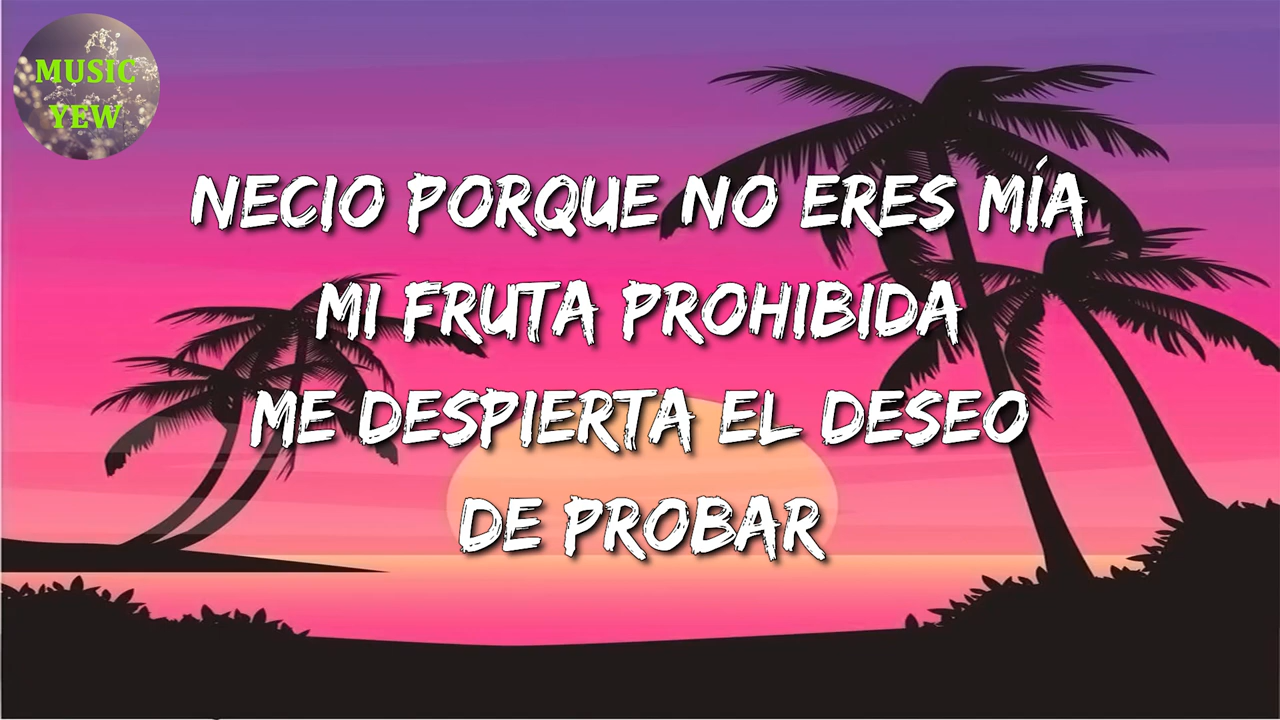 MUSIC
YEW
NECIO PORQUE NO ERES MÍA
MI FRUTA PROHIBIDA
ME DESPIERTA EL DESEO
DE PROBAR